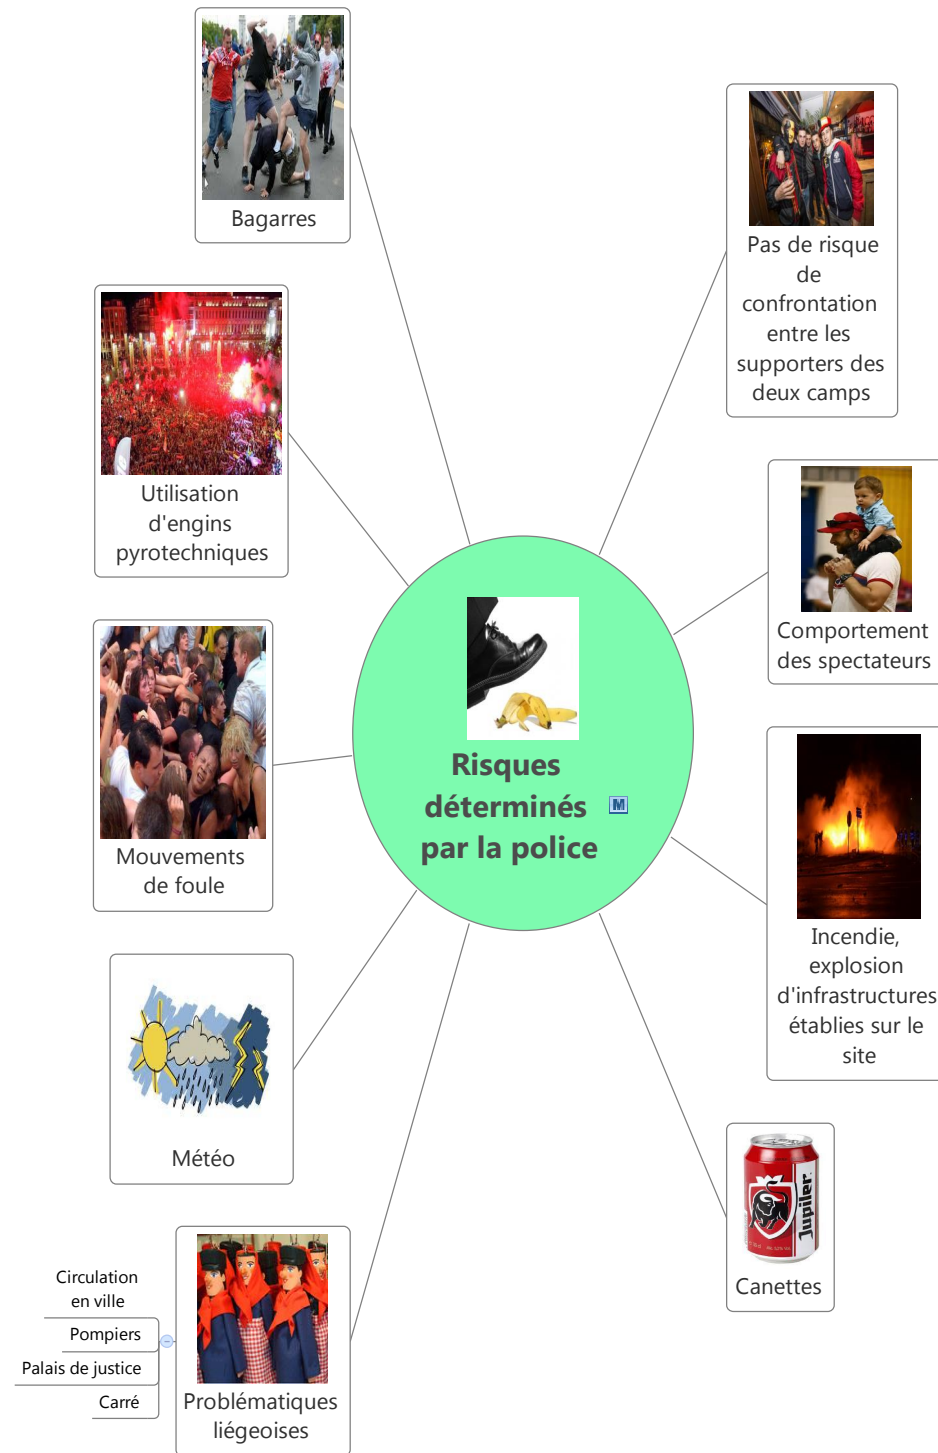 Bagarres
Pas de risque
de
confrontation
entre les
supporters des
deux camps
Utilisation
d'engins
pyrotechniques
Comportement
des spectateurs
Risques
déterminés
par la police
M
Mouvements
de foule
Incendie,
explosion
d'infrastructures
établies sur le
site
Météo
Jupiler
Canettes
Problématiques
liégeoises
Circulation
en ville
Pompiers
Palais de justice
Carré